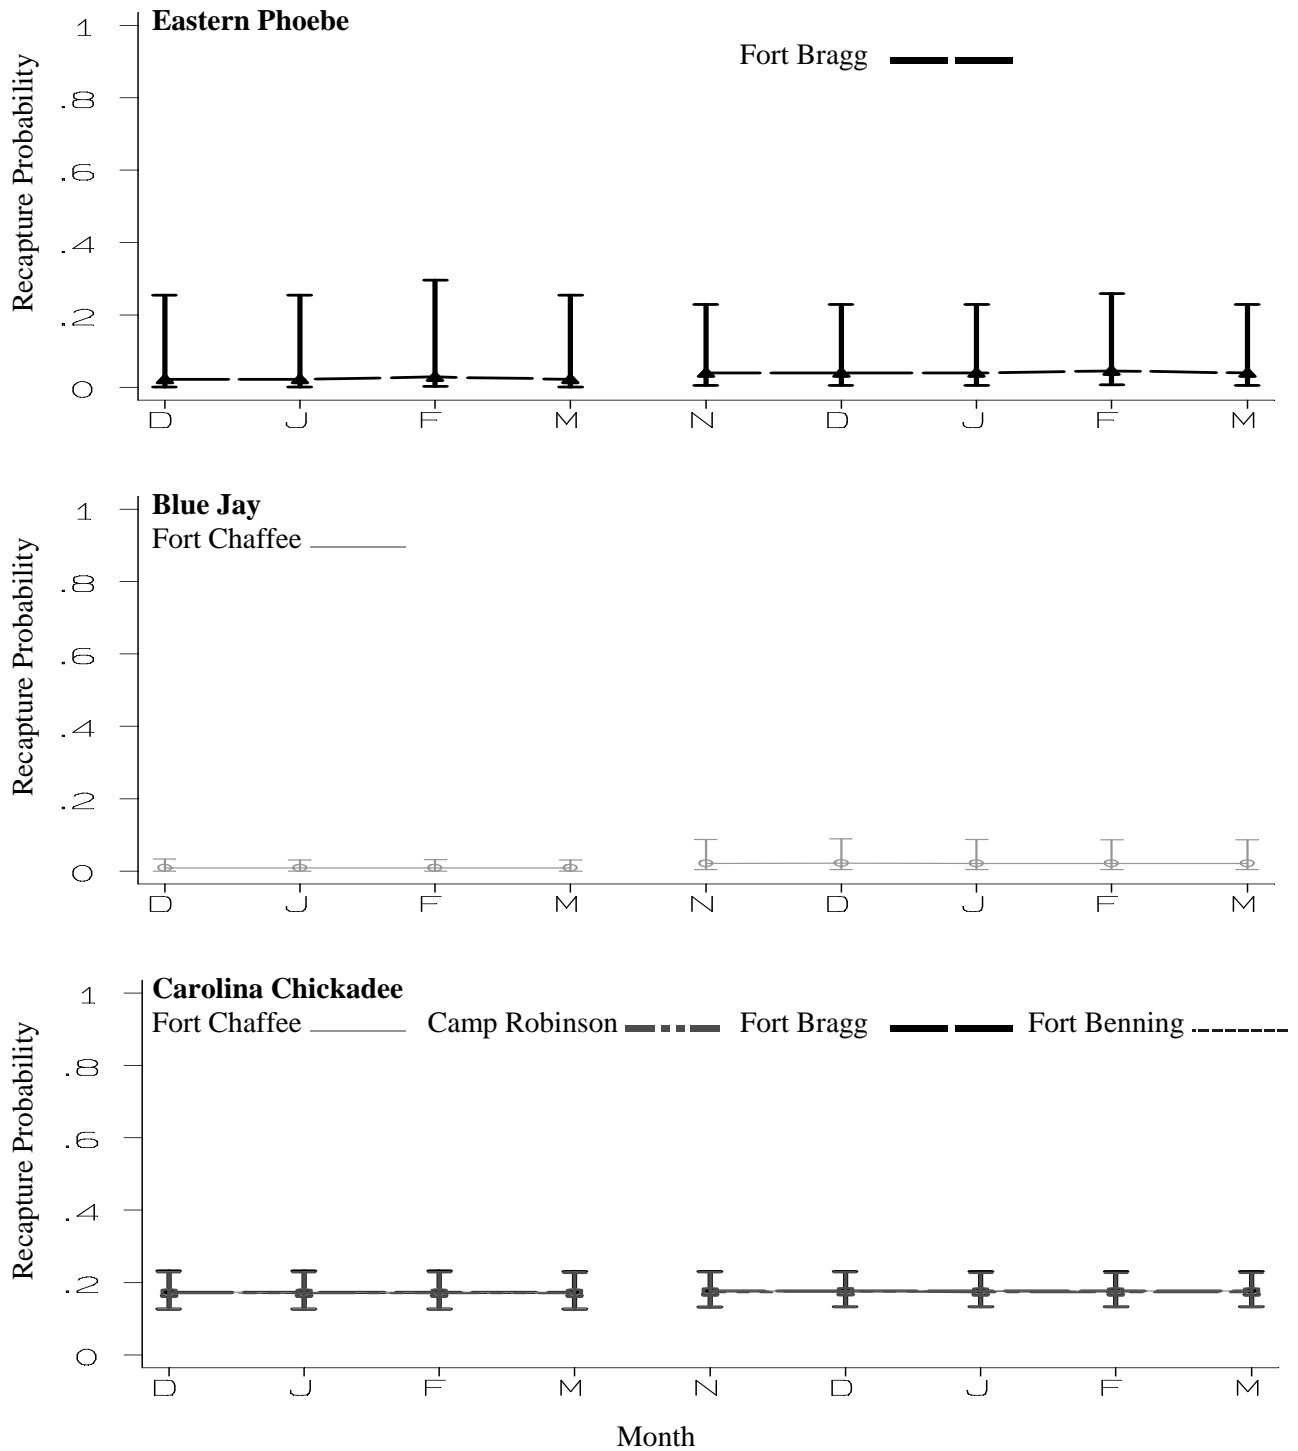 Eastern Phoebe
Fort Bragg
Recapture Probability
1
.8
.6
.4
.2
0
D J F M N D J F M
Blue Jay
Fort Chaffee
Recapture Probability
1
.8
.6
.4
.2
0
D J F M N D J F M
Carolina Chickadee
Fort Chaffee Camp Robinson Fort Bragg Fort Benning
Recapture Probability
1
.8
.6
.4
.2
0
D J F M N D J F M
Month